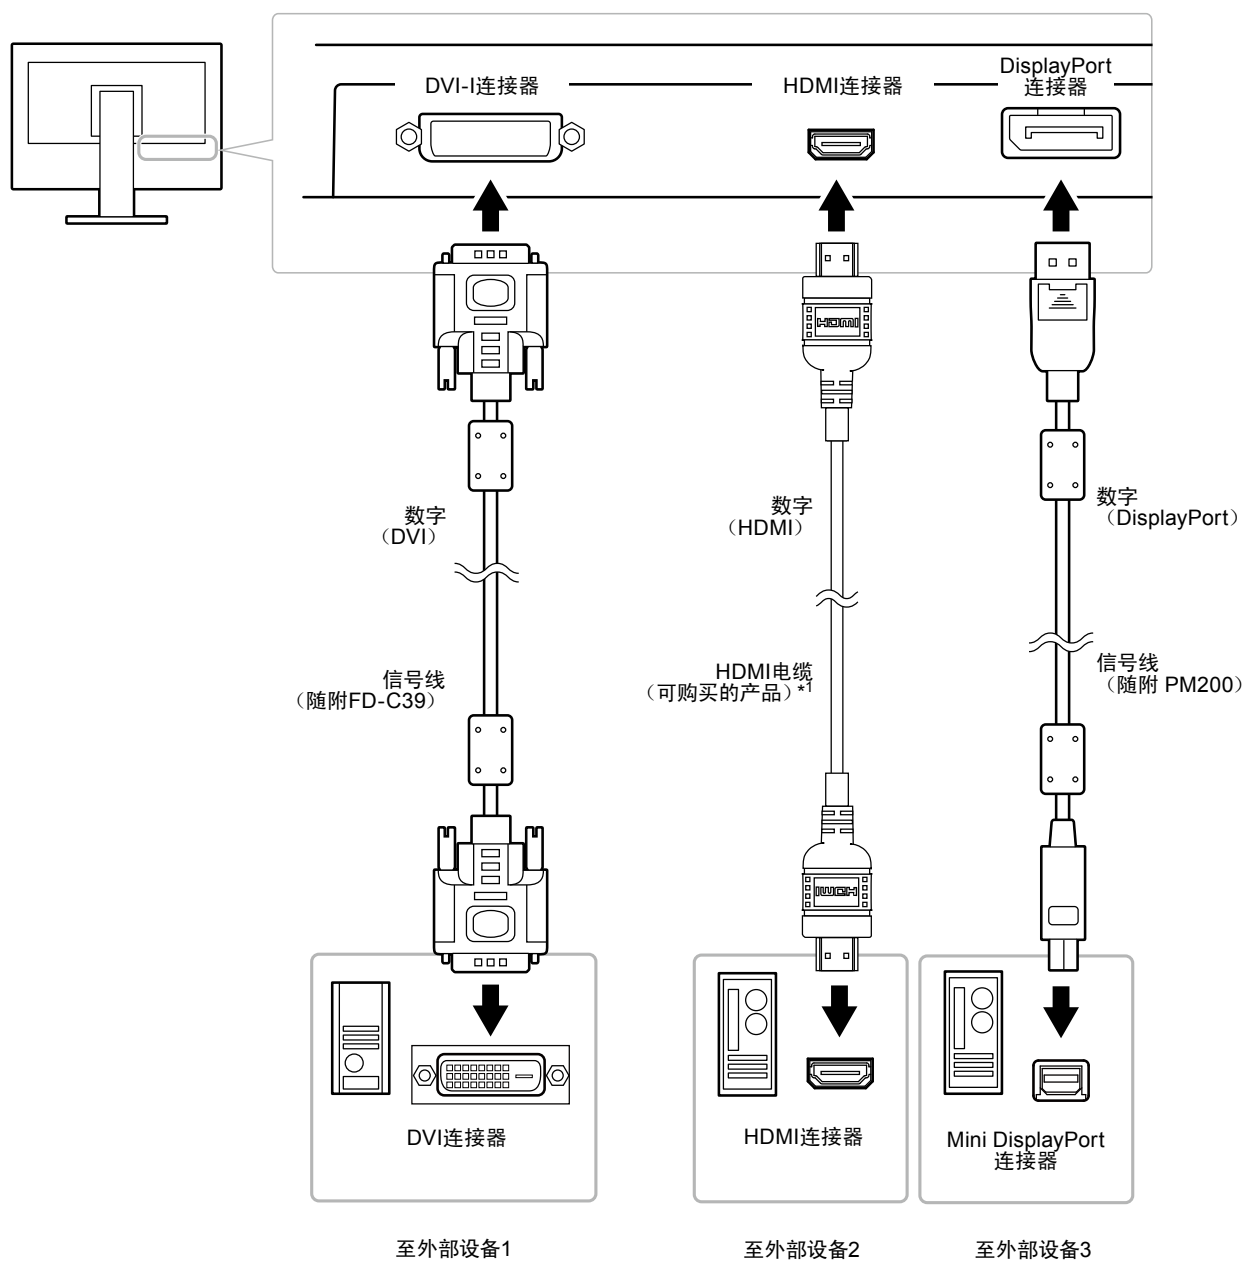 DVI-I连接器
HDMI连接器
DisplayPort
连接器
HDMI
数字
（DVI）
数字
（HDMI）
数字
（DisplayPort）
信号线
（随附FD-C39）
HDMI电缆
（可购买的产品）*1
信号线
（随附 PM200）
HDMI
DVI连接器
HDMI连接器
Mini DisplayPort
连接器
至外部设备1
至外部设备2
至外部设备3